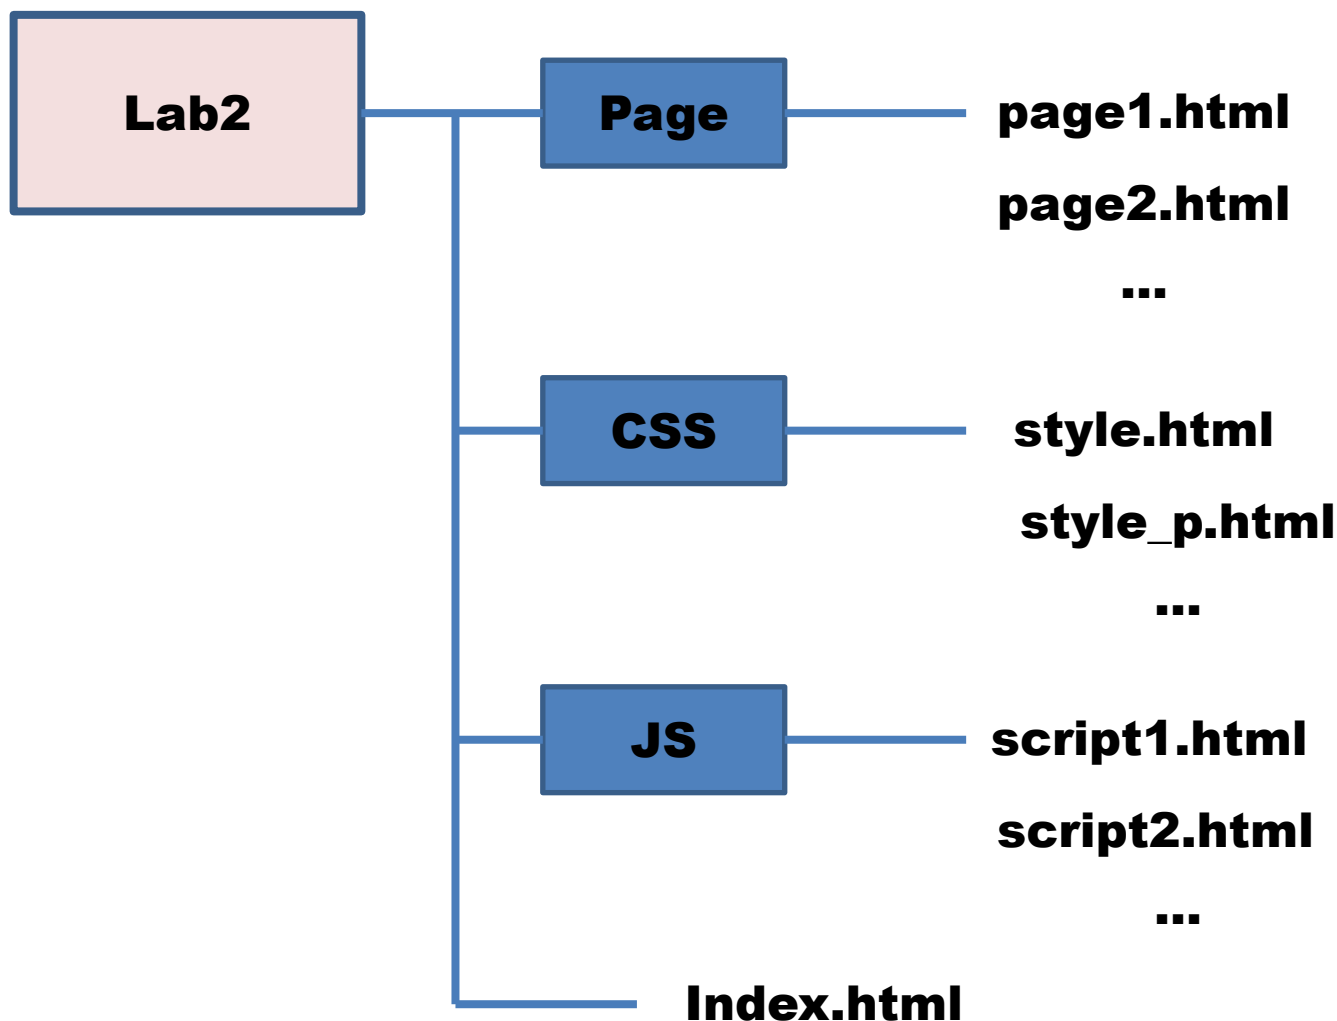 Lab2
Page
page1.html
page2.html
...
CSS
style.html
style_p.html
...
JS
script1.html
script2.html
...
Index.html